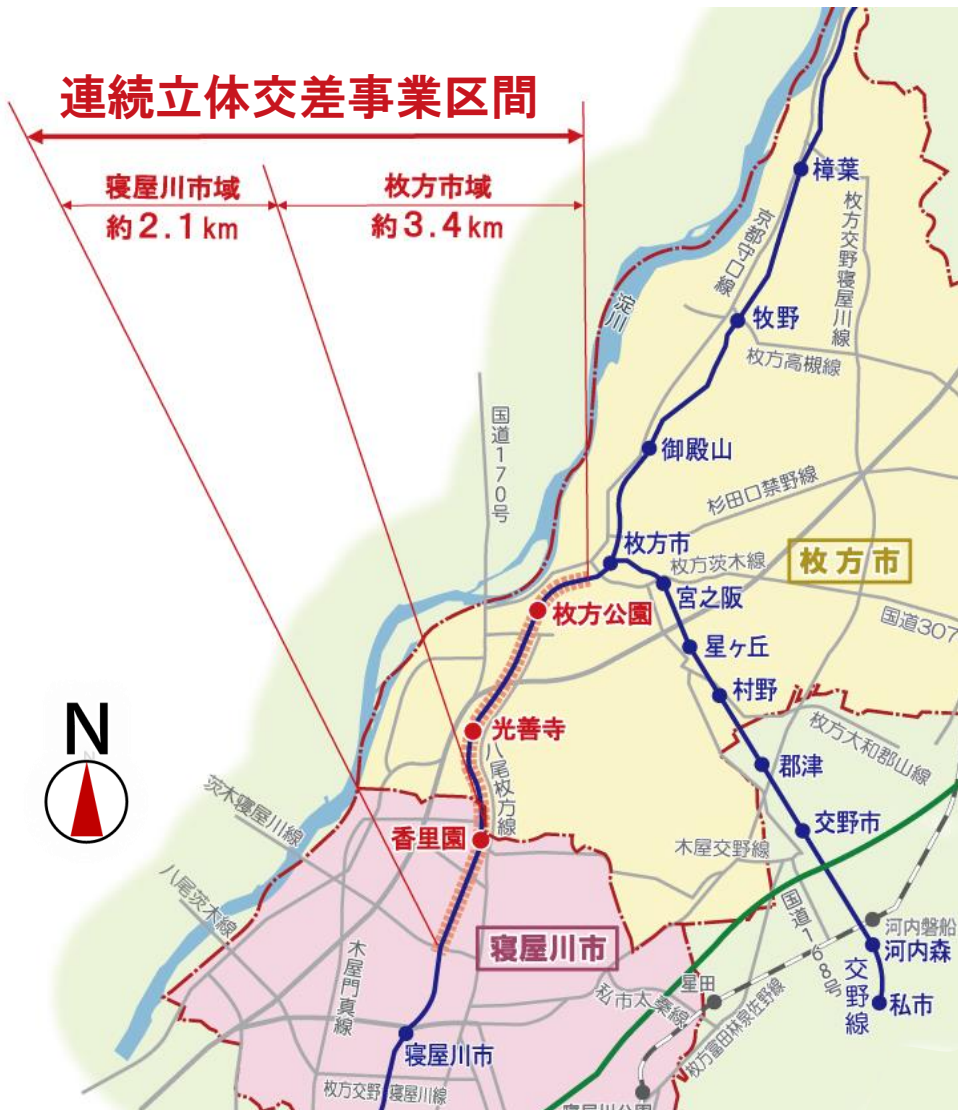 連続立体交差事業区間
寝屋川市域
約2.1km
枚方市域
約3.4km
樟葉
京都守口線
枚方交野寝屋川線
淀川
牧野
枚方高槻線
国道170号
御殿山
杉田口禁野線
枚方市
枚方茨木線
枚方市
宮之阪
枚方公園
国道307
星ヶ丘
村野
N
光善寺
八尾枚方線
枚方大和郡山線
郡津
茨木寝屋川線
香里園
交野市
木屋交野線
八尾茨木線
国道168号
河内磐船
寝屋川市
河内森
木屋門真線
星田
交野線
私市太秦線
枚方富田林泉佐野線
私市
寝屋川市
枚方交野寝屋川線
寝屋川公園